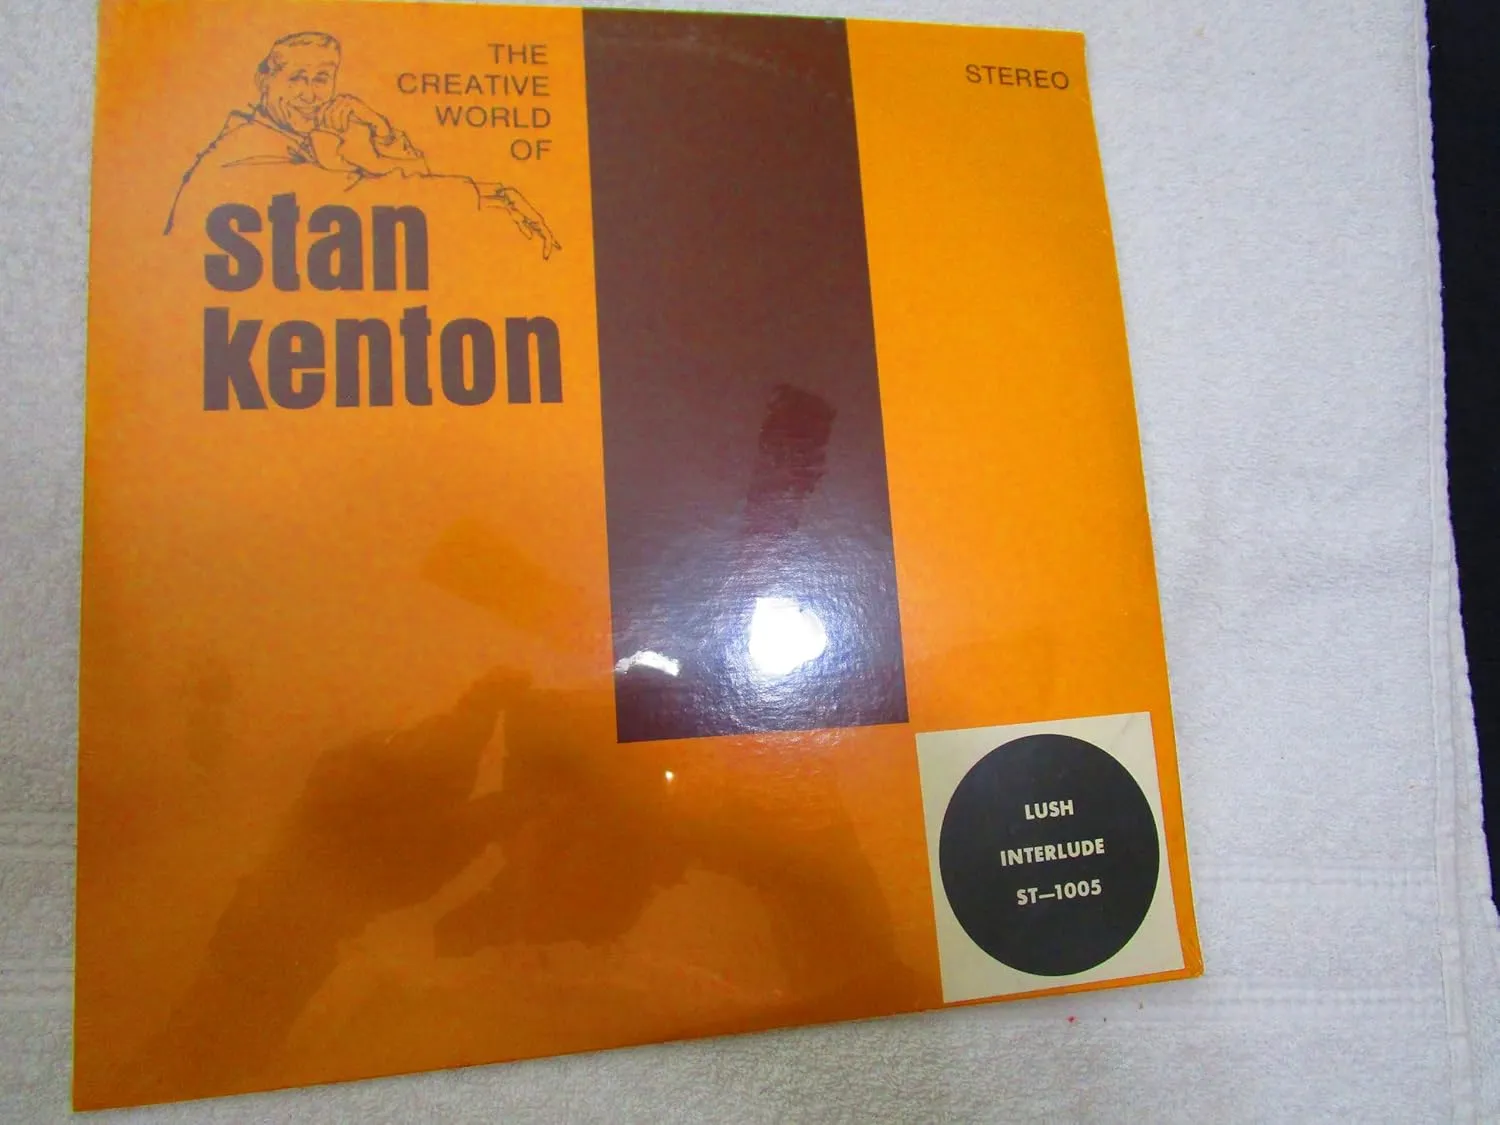 THE
CREATIVE
WORLD
OF
stan
kenton
STEREO
LUSH
INTERLUDE
ST—1005